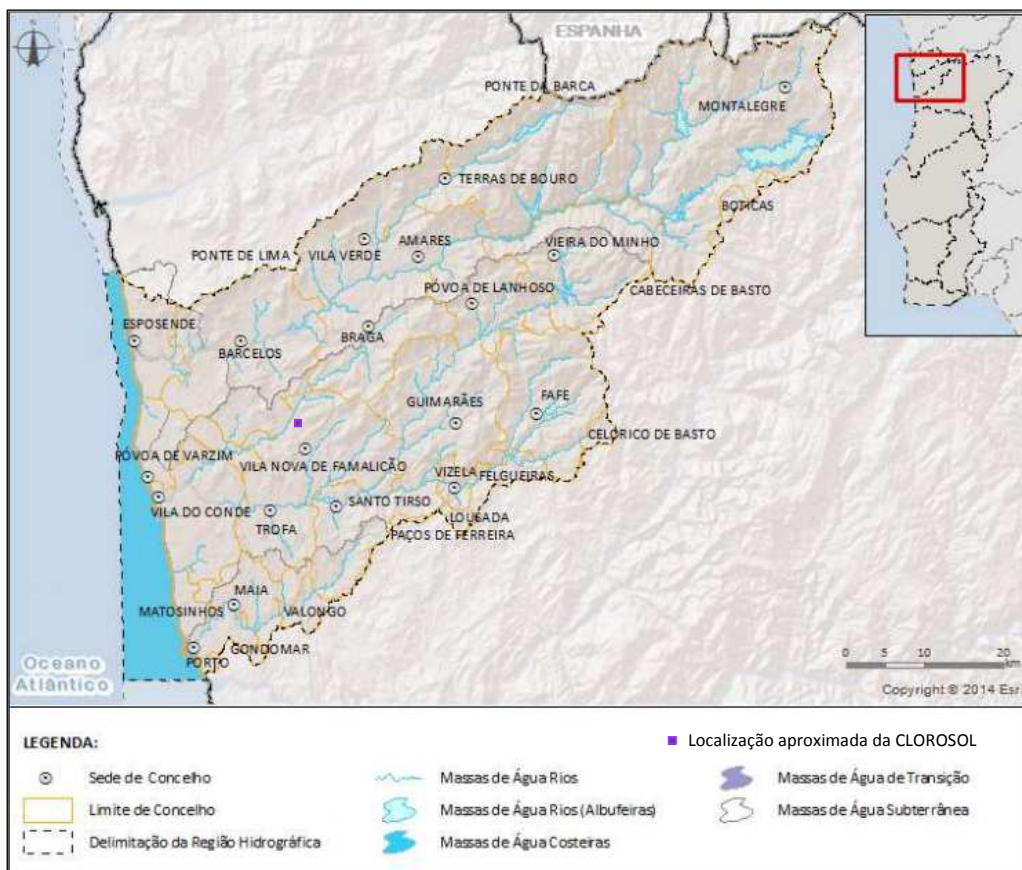 N
ESPANHA
PONTE DA BARCA
MONTALEGRE
TERRAS DE BOURO
BOTICAS
PONTE DE LIMA
VILA VERDE
AMARES
VIEIRA DO MINHO
PÓVOA DE LANHOSO
CABECEIRAS DE BASTO
ESPOSENDE
BARCELOS
BRAGA
GUIMARÃES
FAFE
CELORICO DE BASTO
PÓVOA DE VARZIM
VILA NOVA DE FAMALICÃO
VIZELA
FELGUEIRAS
VILA DO CONDE
SANTO TIRSO
TROFA
LOUSADA
PAÇOS DE FERREIRA
MAIA
MATOSINHOS
VALONGO
GONDOMAR
PORTO
Oceano
Atlântico
0 5 10 20
km
Copyright © 2014 Esri
LEGENDA:
Localização aproximada da CLOROSOL
Sede de Concelho
Massas de Água Rios
Massas de Água de Transição
Limite de Concelho
Massas de Água Rios (Albufeiras)
Massas de Água Subterrânea
Delimitação da Região Hidrográfica
Massas de Água Costeiras